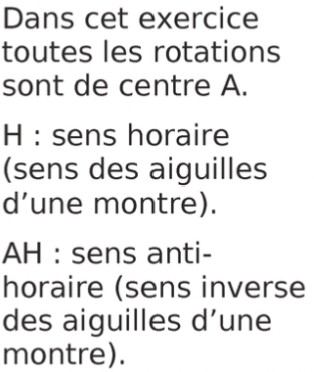 Dans cet exercice
toutes les rotations
sont de centre A.
H : sens horaire
(sens des aiguilles
d’une montre).
AH : sens anti-
horaire (sens inverse
des aiguilles d’une
montre).